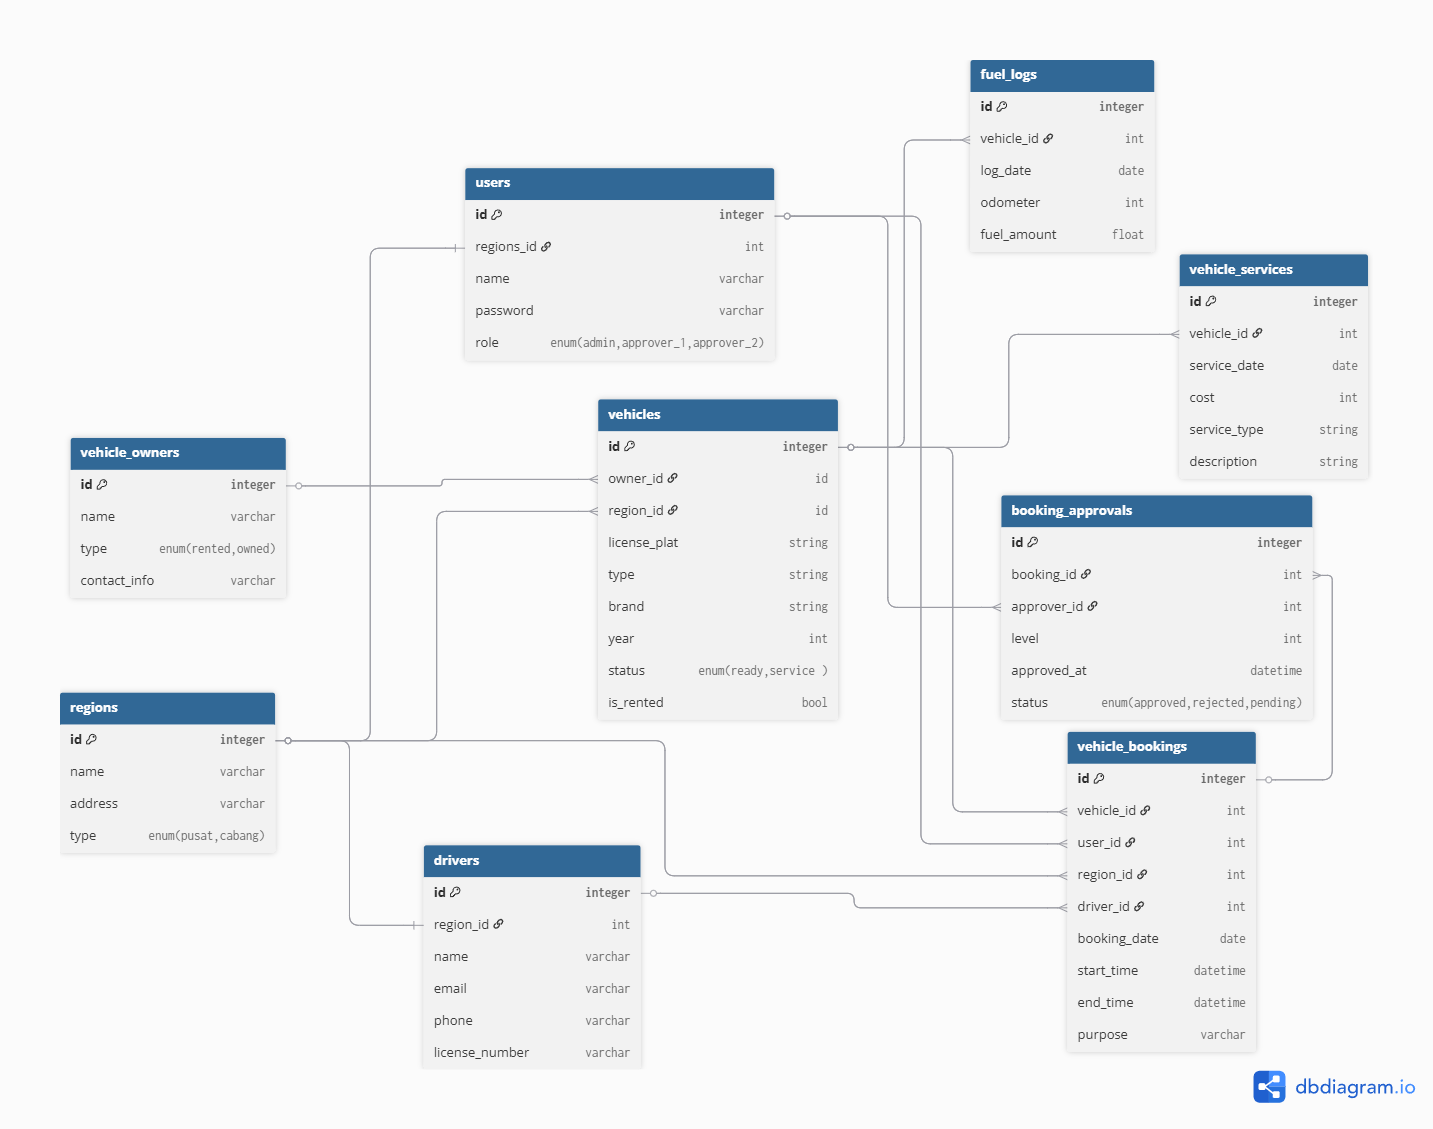 fuel_logs
id integer
vehicle_id int
log_date date
odometer int
fuel_amount float
users
id integer
regions_id int
name varchar
password varchar
role enum(admin,approver_1,approver_2)
vehicle_services
id integer
vehicle_id int
service_date date
cost int
service_type string
description string
vehicles
id integer
owner_id id
region_id id
license_plat string
type string
brand string
year int
status enum(ready,service )
is_rented bool
vehicle_owners
id integer
name varchar
type enum(rented,owned)
contact_info varchar
booking_approvals
id integer
booking_id int
approver_id int
level int
approved_at datetime
status enum(approved,rejected,pending)
regions
id integer
name varchar
address varchar
type enum(pusat,cabang)
vehicle_bookings
id integer
vehicle_id int
user_id int
region_id int
driver_id int
booking_date date
start_time datetime
end_time datetime
purpose varchar
drivers
id integer
region_id int
name varchar
email varchar
phone varchar
license_number varchar
dbdiagram.io